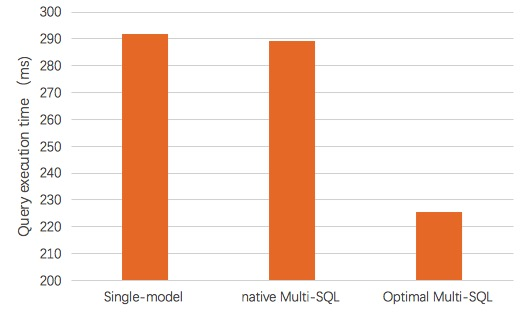 Query execution time （ms)
300
290
280
270
260
250
240
230
220
210
200
Single-model
native Multi-SQL
Optimal Multi-SQL